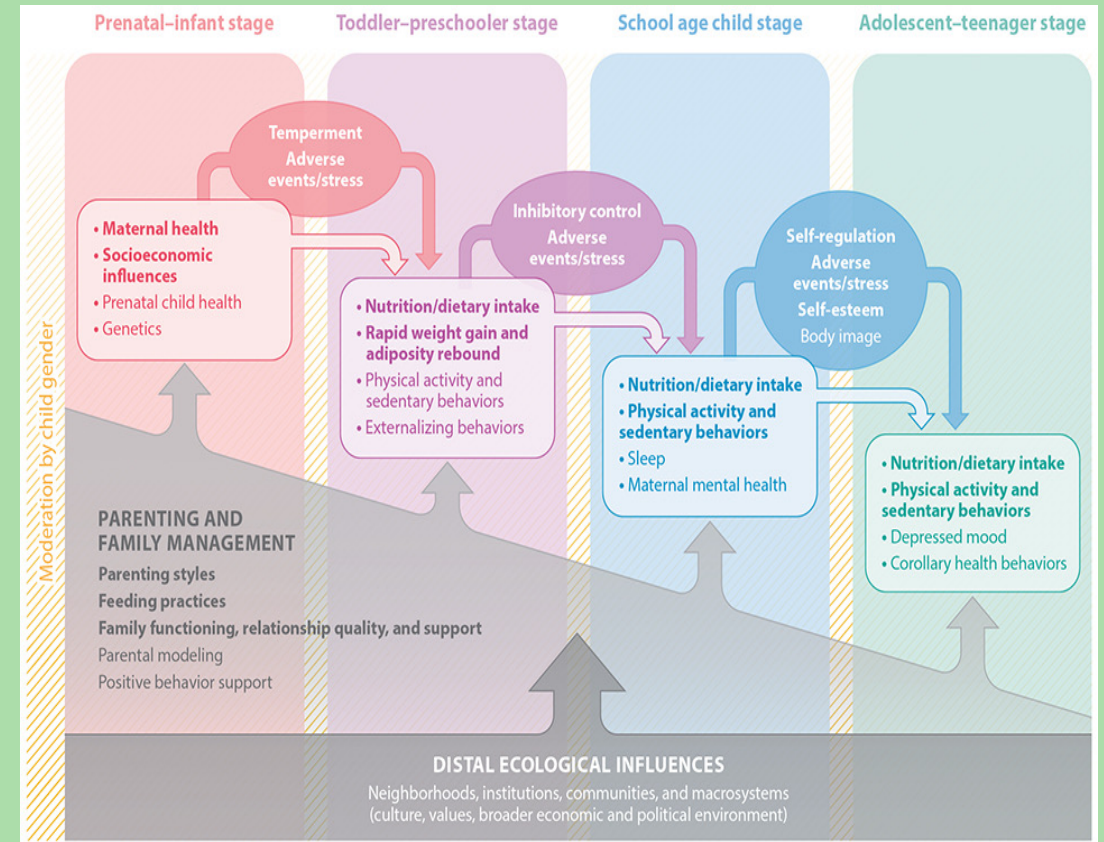 Prenatal–infant stage
Toddler–preschooler stage
School age child stage
Adolescent–teenager stage
Temperment
Adverse
events/stress
Inhibitory control
Adverse
events/stress
Self-regulation
Adverse
events/stress
Self-esteem
Body image
• Maternal health
• Socioeconomic
influences
• Prenatal child health
• Genetics
• Nutrition/dietary intake
• Rapid weight gain and
adiposity rebound
• Physical activity and
sedentary behaviors
• Externalizing behaviors
• Nutrition/dietary intake
• Physical activity and
sedentary behaviors
• Sleep
• Maternal mental health
• Nutrition/dietary intake
• Physical activity and
sedentary behaviors
• Depressed mood
• Corollary health behaviors
Moderation by child gender
PARENTING AND
FAMILY MANAGEMENT
Parenting styles
Feeding practices
Family functioning, relationship quality, and support
Parental modeling
Positive behavior support
DISTAL ECOLOGICAL INFLUENCES
Neighborhoods, institutions, communities, and macrosystems
(culture, values, broader economic and political environment)